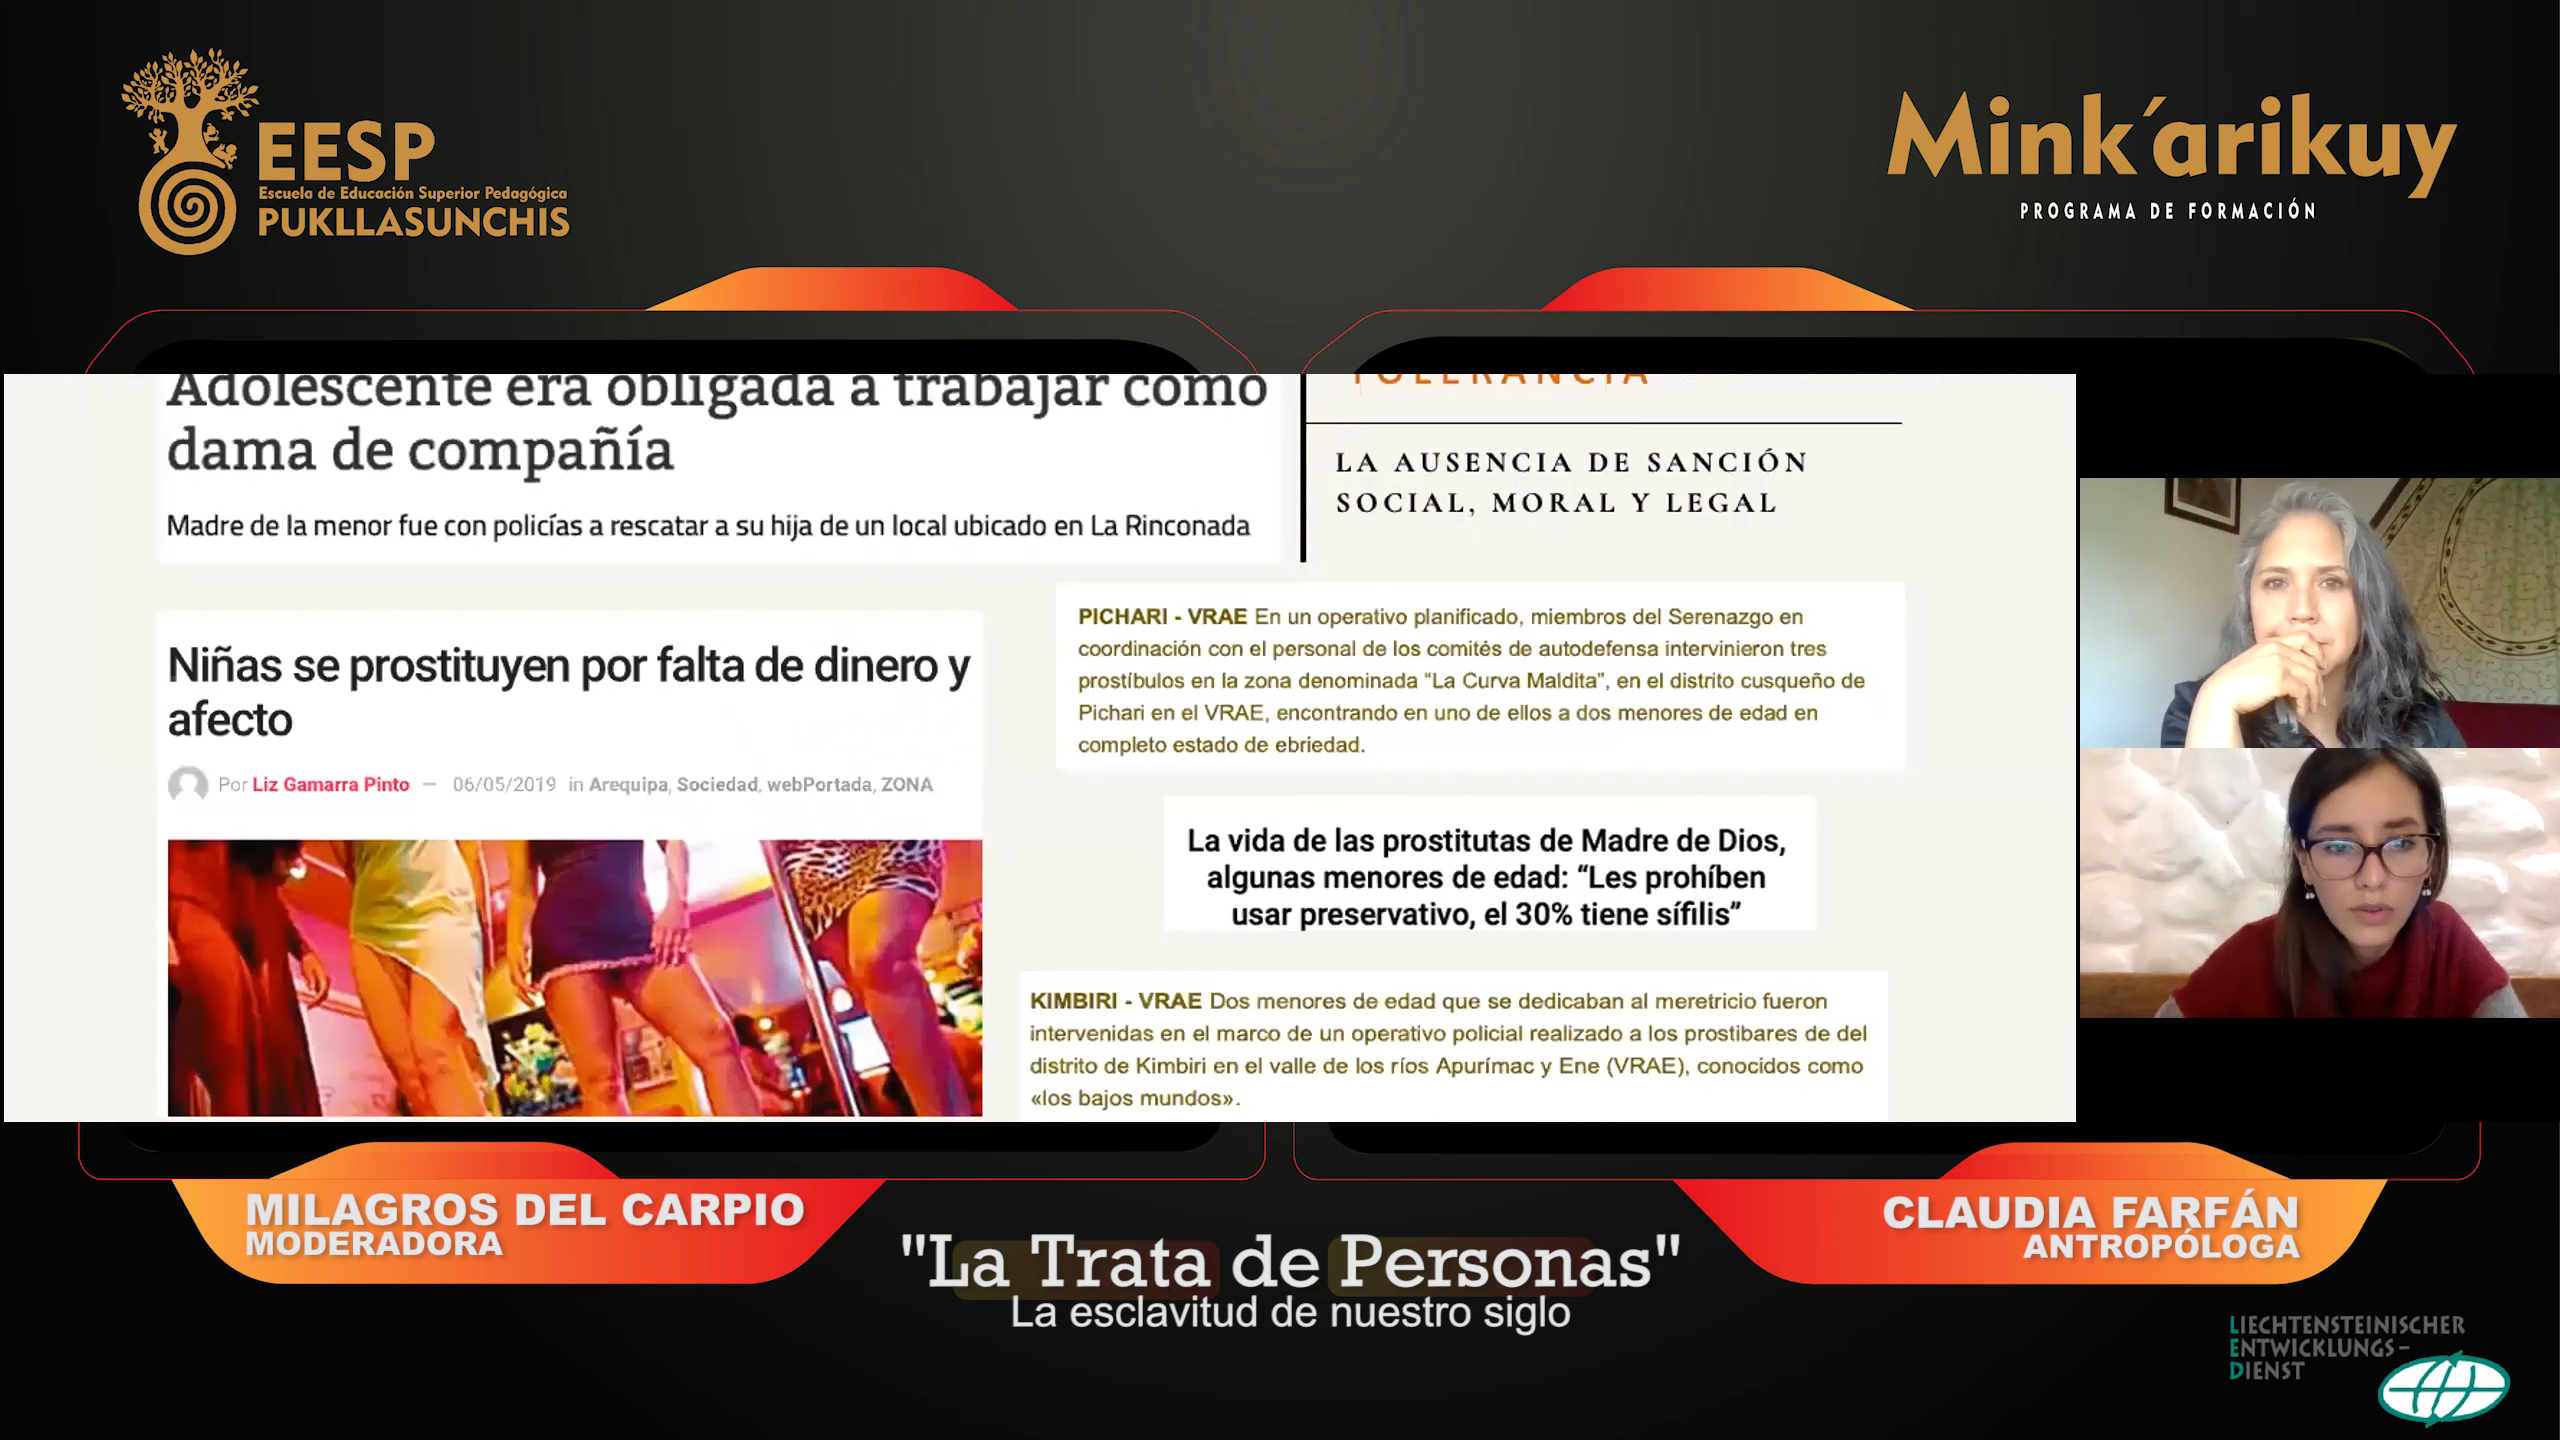 EESP
Escuela de Educación Superior Pedagógica
PUKLLASUNCHIS
Mink´arikuy
PROGRAMA DE FORMACIÓN
Adolescente era obligada a trabajar como
dama de compañía
Madre de la menor fue con policías a rescatar a su hija de un local ubicado en La Rinconada
TOLERANCIA
LA AUSENCIA DE SANCIÓN
SOCIAL, MORAL Y LEGAL
Niñas se prostituyen por falta de dinero y
afecto
Por Liz Gamarra Pinto — 06/05/2019 in Arequipa, Sociedad, webPortada, ZONA
PICHARI - VRAE En un operativo planificado, miembros del Serenazgo en
coordinación con el personal de los comités de autodefensa intervinieron tres
prostíbulos en la zona denominada “La Curva Maldita”, en el distrito cusqueño de
Pichari en el VRAE, encontrando en uno de ellos a dos menores de edad en
completo estado de ebriedad.
La vida de las prostitutas de Madre de Dios,
algunas menores de edad: “Les prohíben
usar preservativo, el 30% tiene sífilis”
KIMBIRI - VRAE Dos menores de edad que se dedicaban al meretricio fueron
intervenidas en el marco de un operativo policial realizado a los prostibares de del
distrito de Kimbiri en el valle de los ríos Apurímac y Ene (VRAE), conocidos como
«los bajos mundos».
MILAGROS DEL CARPIO
MODERADORA
CLAUDIA FARFÁN
ANTROPÓLOGA
"La Trata de Personas"
La esclavitud de nuestro siglo
LIECHTENSTEINISCHER
ENTWICKLUNGS-
DIENST